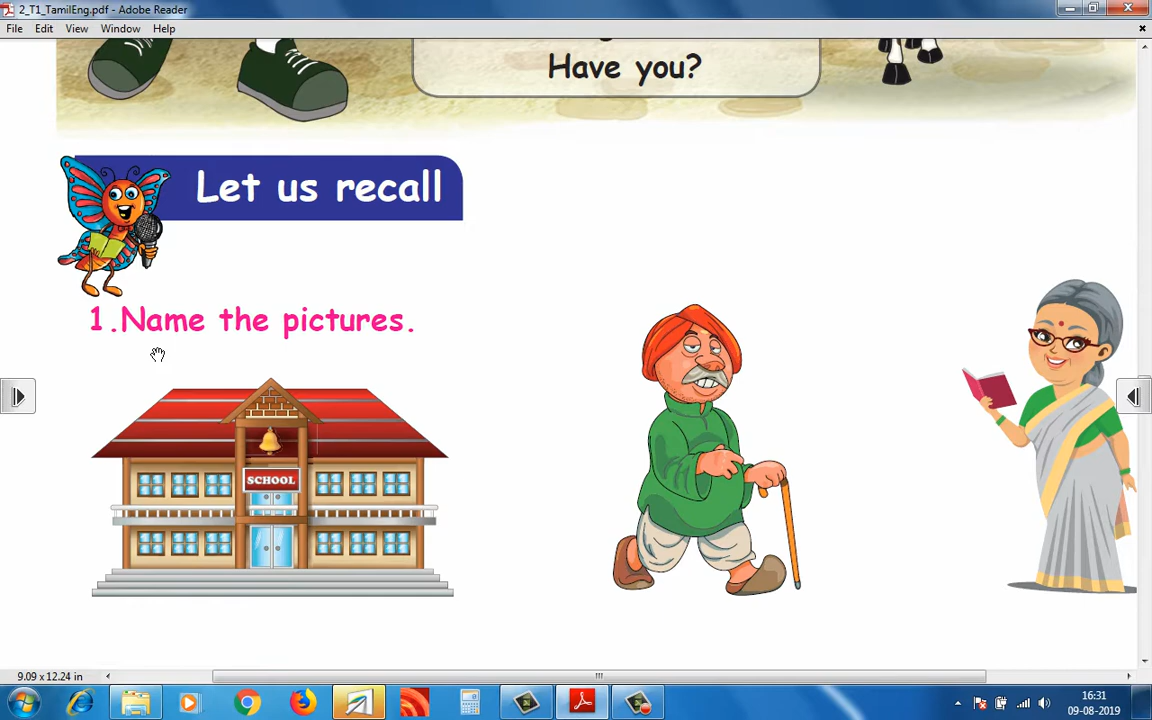 2_T1_TamilEng.pdf - Adobe Reader
File Edit View Window Help
Have you?
Let us recall
1.Name the pictures.
SCHOOL
9.09 x 12.24 in
16:31
09-08-2019